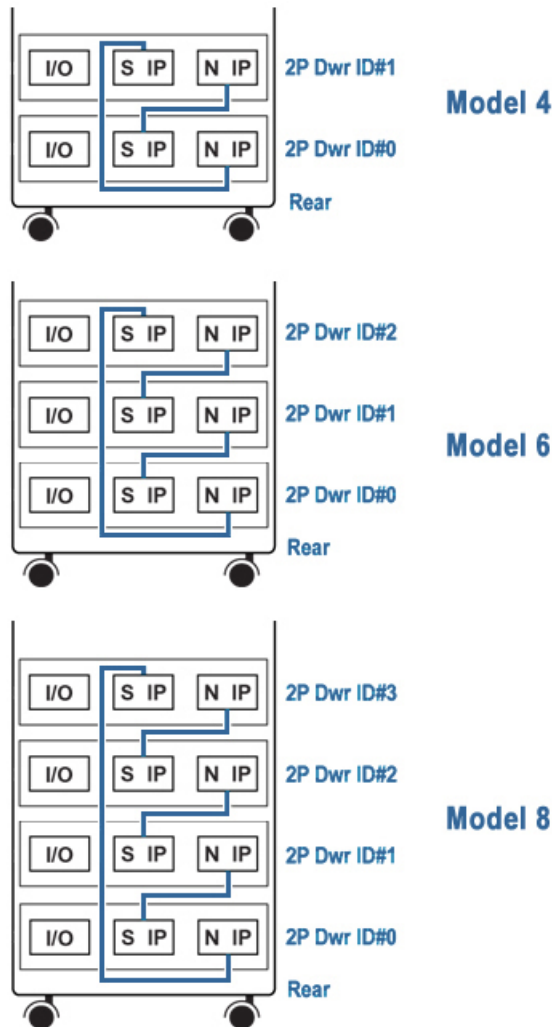 I/O S IP N IP 2P Dwr ID#1
Model 4
I/O S IP N IP 2P Dwr ID#0
Rear
I/O S IP N IP 2P Dwr ID#2
I/O S IP N IP 2P Dwr ID#1
Model 6
I/O S IP N IP 2P Dwr ID#0
Rear
I/O S IP N IP 2P Dwr ID#3
I/O S IP N IP 2P Dwr ID#2
Model 8
I/O S IP N IP 2P Dwr ID#1
I/O S IP N IP 2P Dwr ID#0
Rear